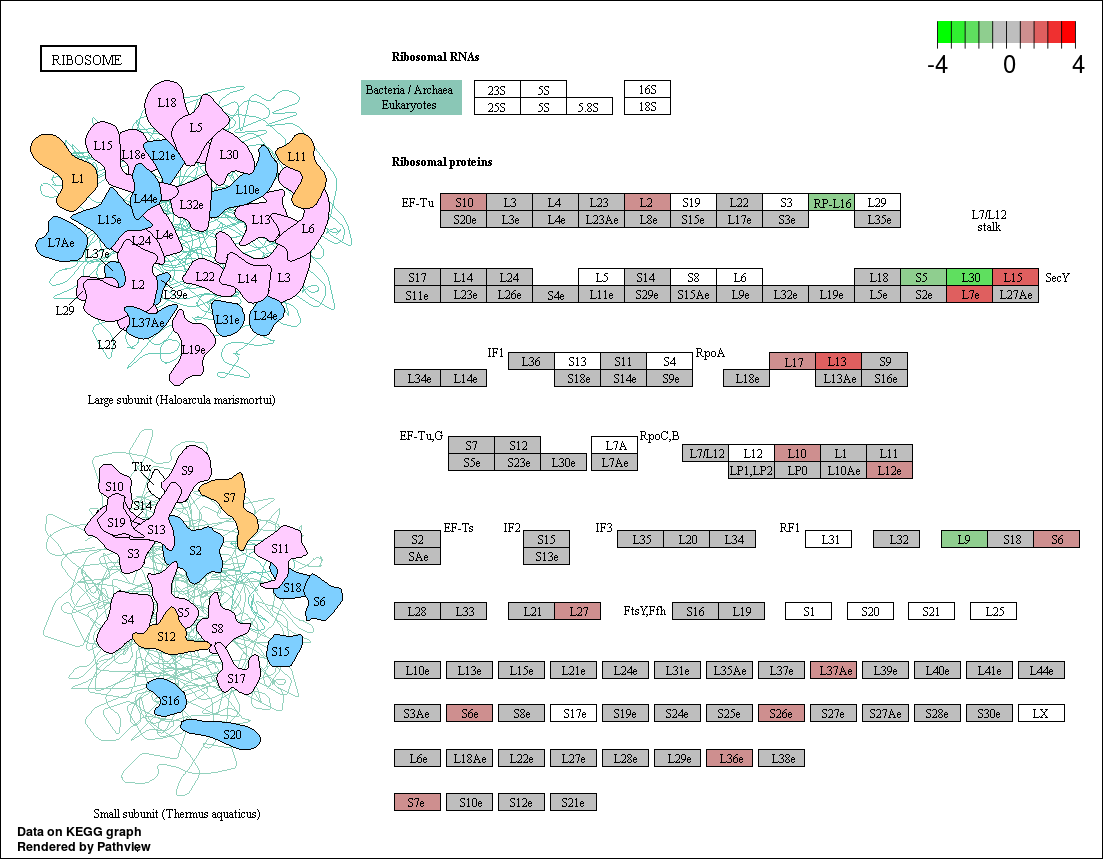 RIBOSOME
-4 0 4
Ribosomal RNAs
Bacteria / Archaea 23S 5S 16S
Eukaryotes 25S 5S 5.8S 18S
Ribosomal proteins
EF-Tu S10 L3 L4 L23 L2 S19 L22 S3 RP-L16 L29
S20e L3e L4e L23Ae L8e S15e L17e S3e L35e
L7/L12
stalk
S17 L14 L24 L5 S14 S8 L6 L18 S5 L30 L15 SecY
S11e L23e L26e S4e L11e S29e S15Ae L9e L32e L19e L5e S2e L7e L27Ae
IF1 L36 S13 S11 S4 RpoA L17 L13 S9
L34e L14e S18e S14e S9e L18e L13Ae S16e
EF-Tu,G S7 S12 L7A RpoC,B L7/L12 L12 L10 L1 L11
S5e S23e L30e L7Ae LP1,LP2 LP0 L10Ae L12e
S2 EF-Ts IF2 S15 IF3 L35 L20 L34 RF1 L31 L32 L9 S18 S6
SAe S13e
L28 L33 L21 L27 FtsY,Ffh S16 L19 S1 S20 S21 L25
L10e L13e L15e L21e L24e L31e L35Ae L37e L37Ae L39e L40e L41e L44e
S3Ae S6e S8e S17e S19e S24e S25e S26e S27e S27Ae S28e S30e LX
L6e L18Ae L22e L27e L28e L29e L36e L38e
S7e S10e S12e S21e
L18
L5
L15 L18e L21e L30 L11
L1 L44e L10e
L32e
L15e L13 L6
L7Ae L24 L4e
L37e
L2 L22 L14 L3
L39e
L29
L37Ae L31e L24e
L23
L19e
Large subunit (Haloarcula marismortui)
Thx S9
S10 S7
S14
S19 S13
S3 S2 S11
S18
S6
S4 S5
S12 S8
S15
S17
S16
S20
Small subunit (Thermus aquaticus)
Data on KEGG graph
Rendered by Pathview